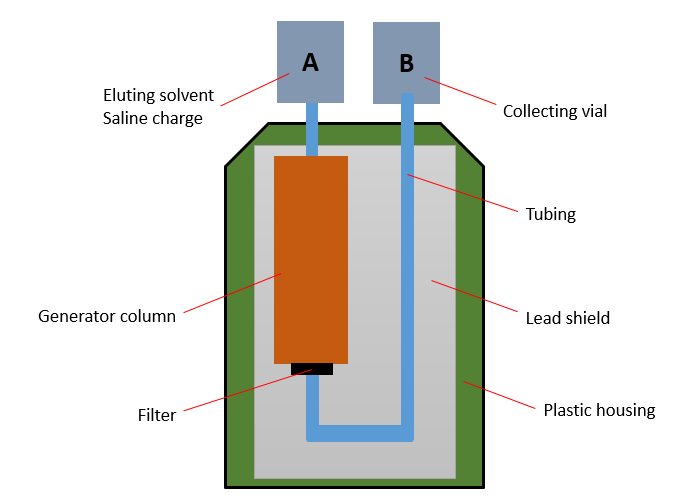 A
B
Eluting solvent
Saline charge
Collecting vial
Tubing
Generator column
Lead shield
Filter
Plastic housing